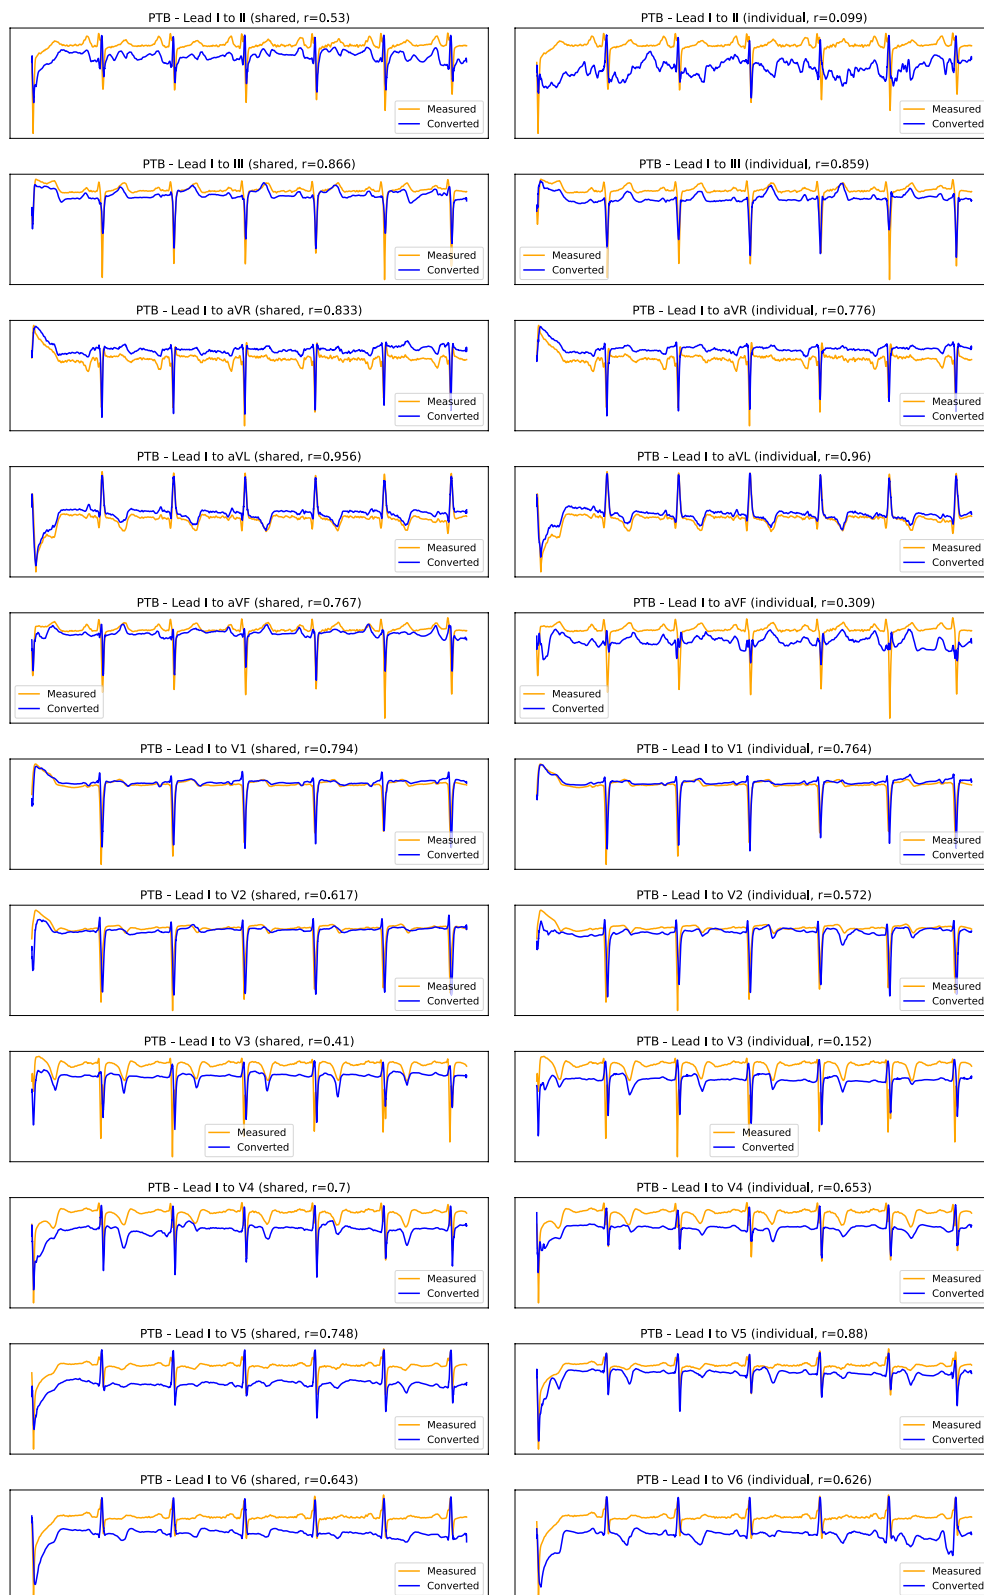 PTB - Lead I to II (shared, r=0.53)
Measured
Converted
PTB - Lead I to II (individual, r=0.099)
Measured
Converted
PTB - Lead I to III (shared, r=0.866)
Measured
Converted
PTB - Lead I to III (individual, r=0.859)
Measured
Converted
PTB - Lead I to aVR (shared, r=0.833)
Measured
Converted
PTB - Lead I to aVR (individual, r=0.776)
Measured
Converted
PTB - Lead I to aVL (shared, r=0.956)
Measured
Converted
PTB - Lead I to aVL (individual, r=0.96)
Measured
Converted
PTB - Lead I to aVF (shared, r=0.767)
Measured
Converted
PTB - Lead I to aVF (individual, r=0.309)
Measured
Converted
PTB - Lead I to V1 (shared, r=0.794)
Measured
Converted
PTB - Lead I to V1 (individual, r=0.764)
Measured
Converted
PTB - Lead I to V2 (shared, r=0.617)
Measured
Converted
PTB - Lead I to V2 (individual, r=0.572)
Measured
Converted
PTB - Lead I to V3 (shared, r=0.41)
Measured
Converted
PTB - Lead I to V3 (individual, r=0.152)
Measured
Converted
PTB - Lead I to V4 (shared, r=0.7)
Measured
Converted
PTB - Lead I to V4 (individual, r=0.653)
Measured
Converted
PTB - Lead I to V5 (shared, r=0.748)
Measured
Converted
PTB - Lead I to V5 (individual, r=0.88)
Measured
Converted
PTB - Lead I to V6 (shared, r=0.643)
Measured
Converted
PTB - Lead I to V6 (individual, r=0.626)
Measured
Converted